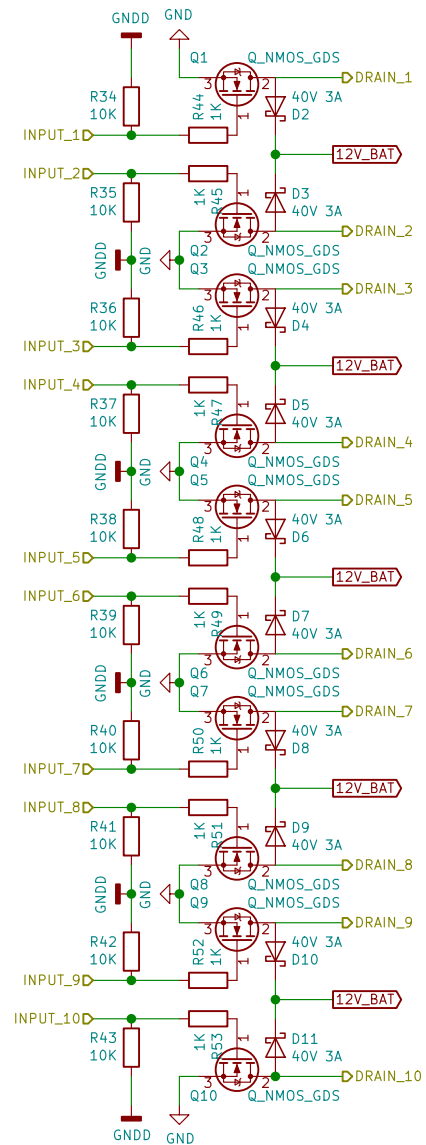 GNDD
GND
Q1
Q_NMOS_GDS
3
2
DRAIN_1
R34
10K
R44
1K
1
40V 3A
D2
INPUT_1
12V_BAT
INPUT_2
R35
10K
1K
R45
1
D3
40V 3A
3
2
DRAIN_2
GNDD
GND
Q2
Q_NMOS_GDS
Q3
Q_NMOS_GDS
3
2
DRAIN_3
R36
10K
R46
1K
1
40V 3A
D4
INPUT_3
12V_BAT
INPUT_4
R37
10K
1K
R47
1
D5
40V 3A
3
2
DRAIN_4
GNDD
GND
Q4
Q_NMOS_GDS
Q5
Q_NMOS_GDS
3
2
DRAIN_5
R38
10K
R48
1K
1
40V 3A
D6
INPUT_5
12V_BAT
INPUT_6
R39
10K
1K
R49
1
D7
40V 3A
3
2
DRAIN_6
GNDD
GND
Q6
Q_NMOS_GDS
Q7
Q_NMOS_GDS
3
2
DRAIN_7
R40
10K
R50
1K
1
40V 3A
D8
INPUT_7
12V_BAT
INPUT_8
R41
10K
1K
R51
1
D9
40V 3A
3
2
DRAIN_8
GNDD
GND
Q8
Q_NMOS_GDS
Q9
Q_NMOS_GDS
3
2
DRAIN_9
R42
10K
R52
1K
1
40V 3A
D10
INPUT_9
12V_BAT
INPUT_10
R43
10K
1K
R53
1
D11
40V 3A
3
2
DRAIN_10
Q10
Q_NMOS_GDS
GNDD
GND